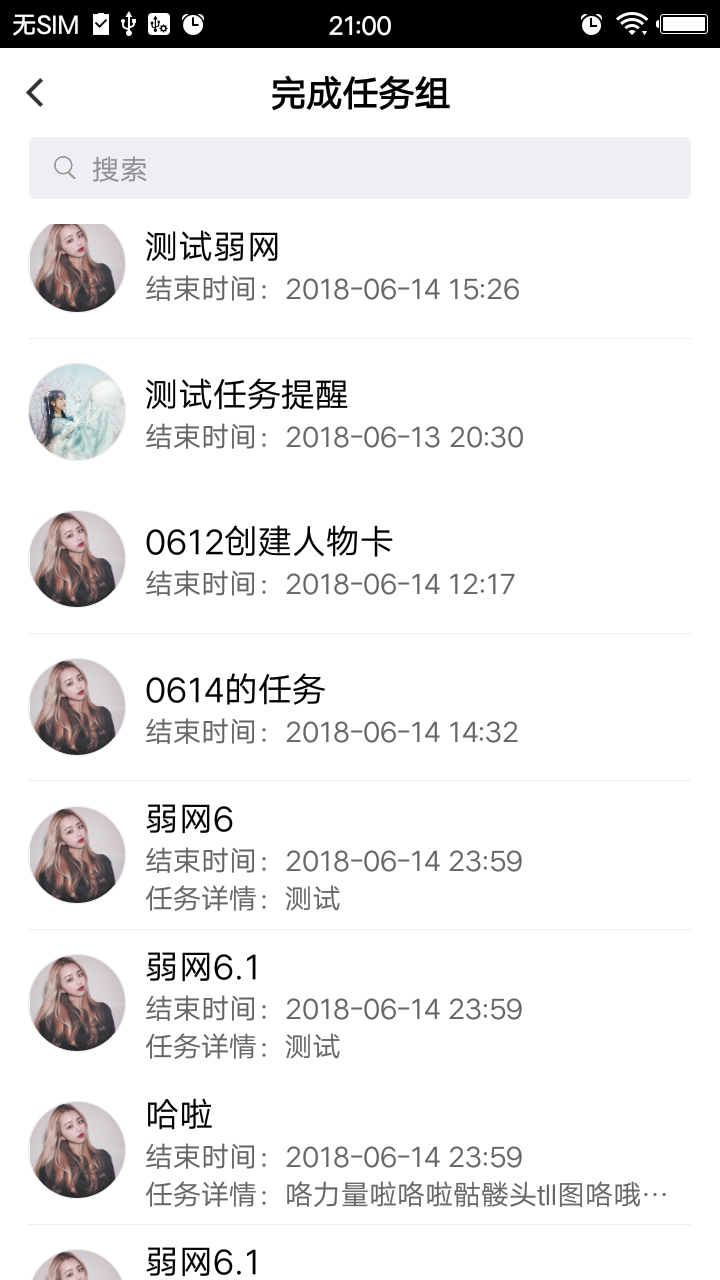 无SIM 21:00
完成任务组
搜索
测试弱网
结束时间：2018-06-14 15:26
测试任务提醒
结束时间：2018-06-13 20:30
0612创建人物卡
结束时间：2018-06-14 12:17
0614的任务
结束时间：2018-06-14 14:32
弱网6
结束时间：2018-06-14 23:59
任务详情：测试
弱网6.1
结束时间：2018-06-14 23:59
任务详情：测试
哈啦
结束时间：2018-06-14 23:59
任务详情：咯力量啦咯啦骷髅头tll图咯哦…
弱网6.1